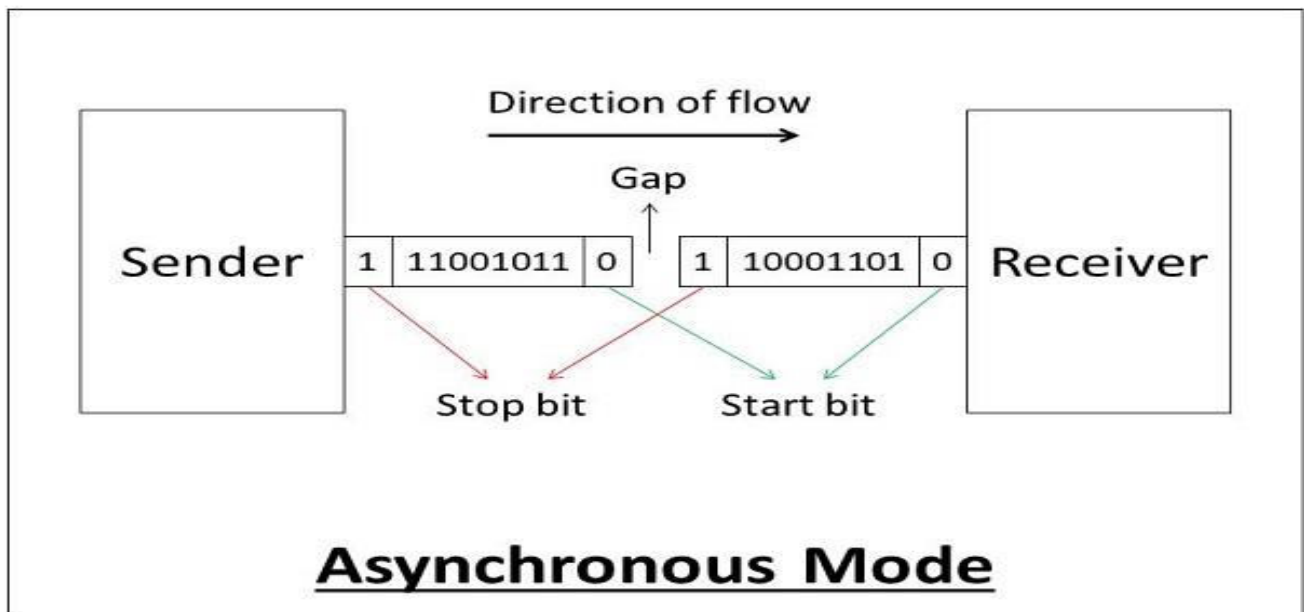 Direction of flow
Gap
Sender
1 11001011 0
1 10001101 0
Receiver
Stop bit
Start bit
Asynchronous Mode